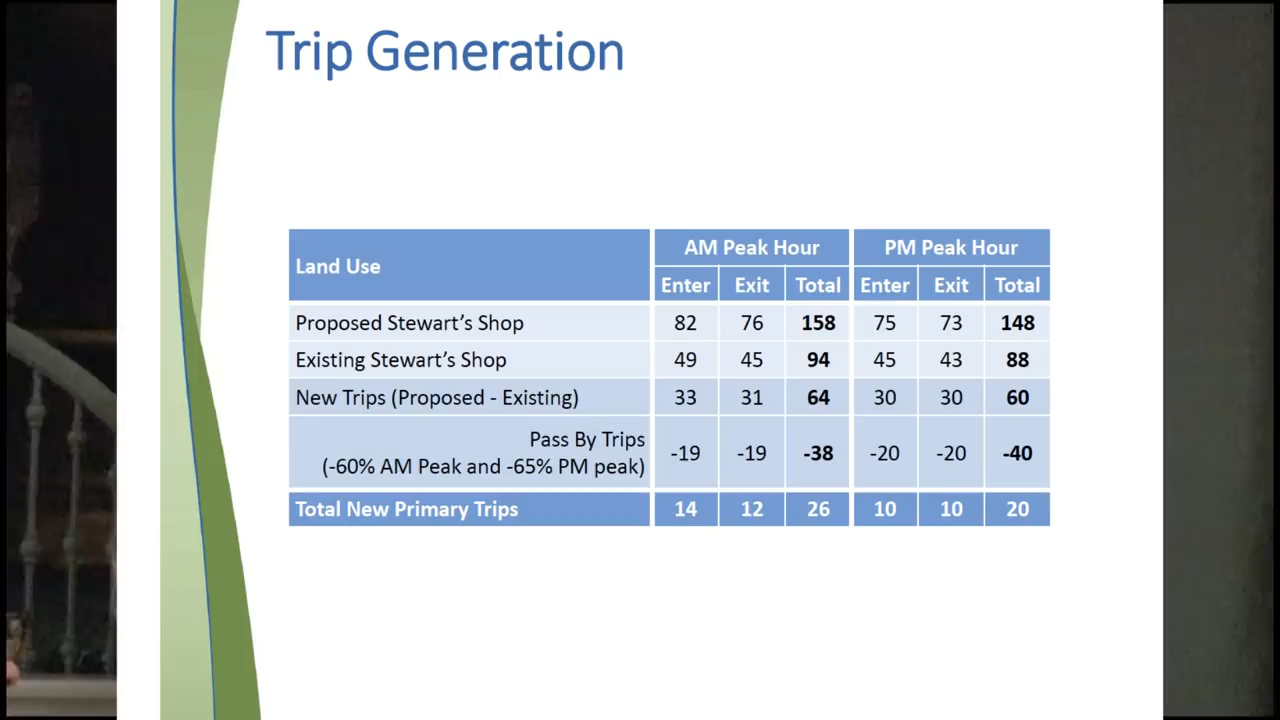 Trip Generation
Land Use
AM Peak Hour PM Peak Hour
Enter Exit Total Enter Exit Total
Proposed Stewart's Shop 82 76 158 75 73 148
Existing Stewart's Shop 49 45 94 45 43 88
New Trips (Proposed - Existing) 33 31 64 30 30 60
Pass By Trips
(-60% AM Peak and -65% PM peak) -19 -19 -38 -20 -20 -40
Total New Primary Trips 14 12 26 10 10 20